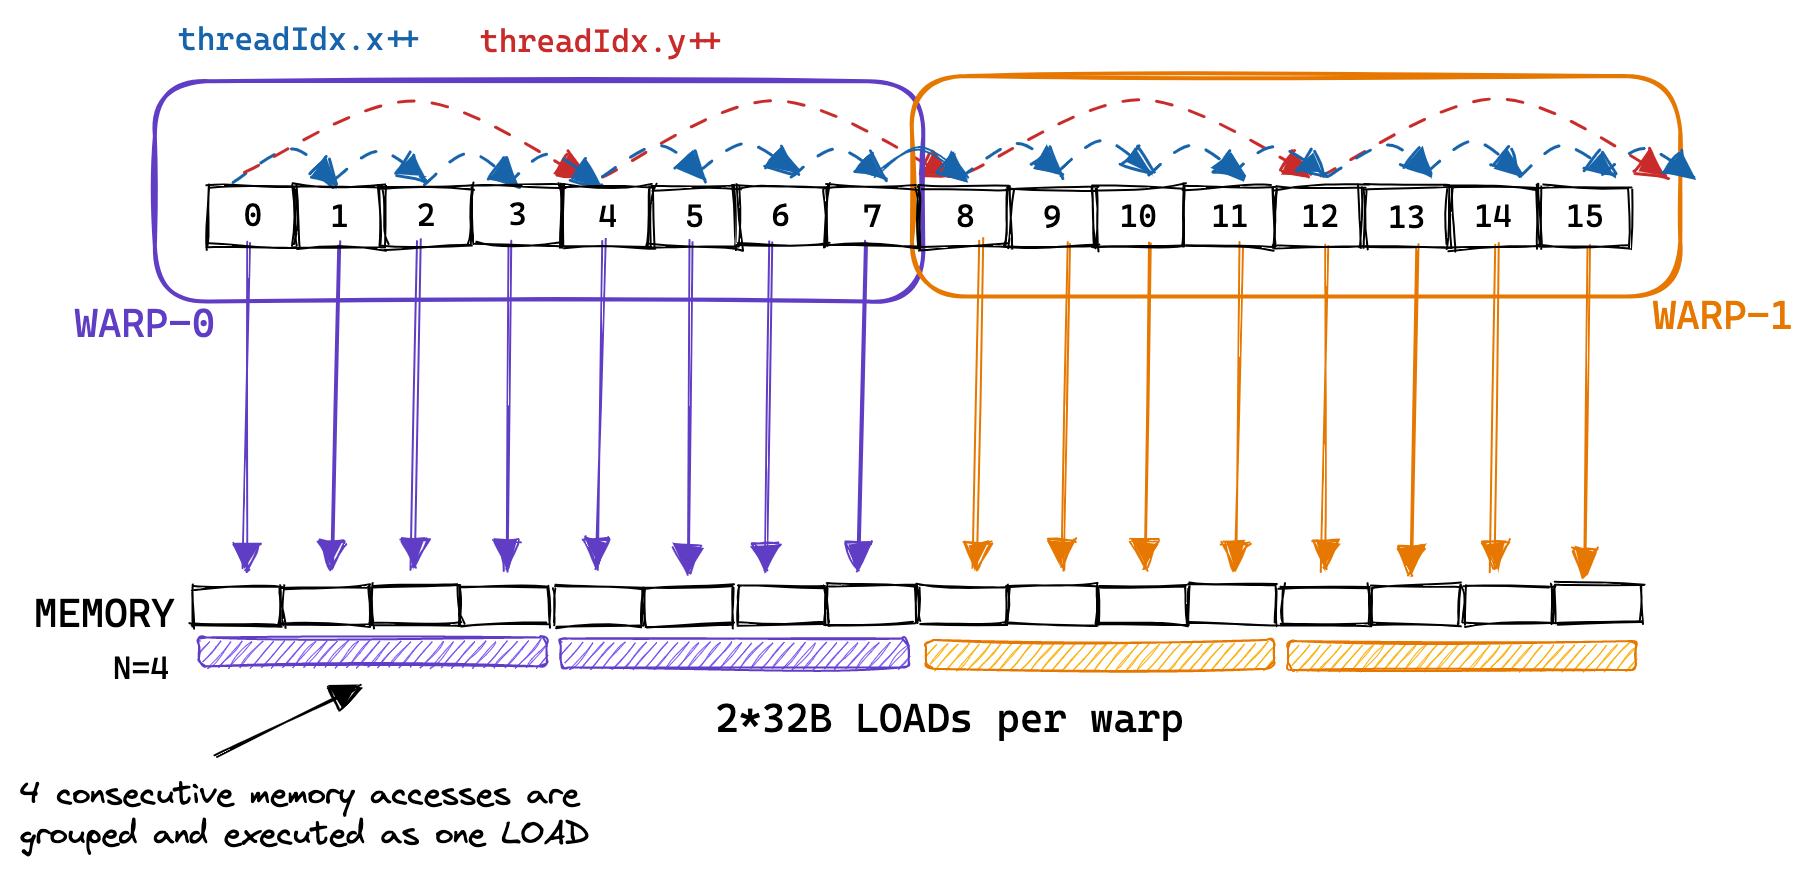 threadIdx.x++ threadIdx.y++
0 1 2 3 4 5 6 7 8 9 10 11 12 13 14 15
WARP-0 WARP-1
MEMORY
N=4
2*32B LOADs per warp
4 consecutive memory accesses are
grouped and executed as one LOAD